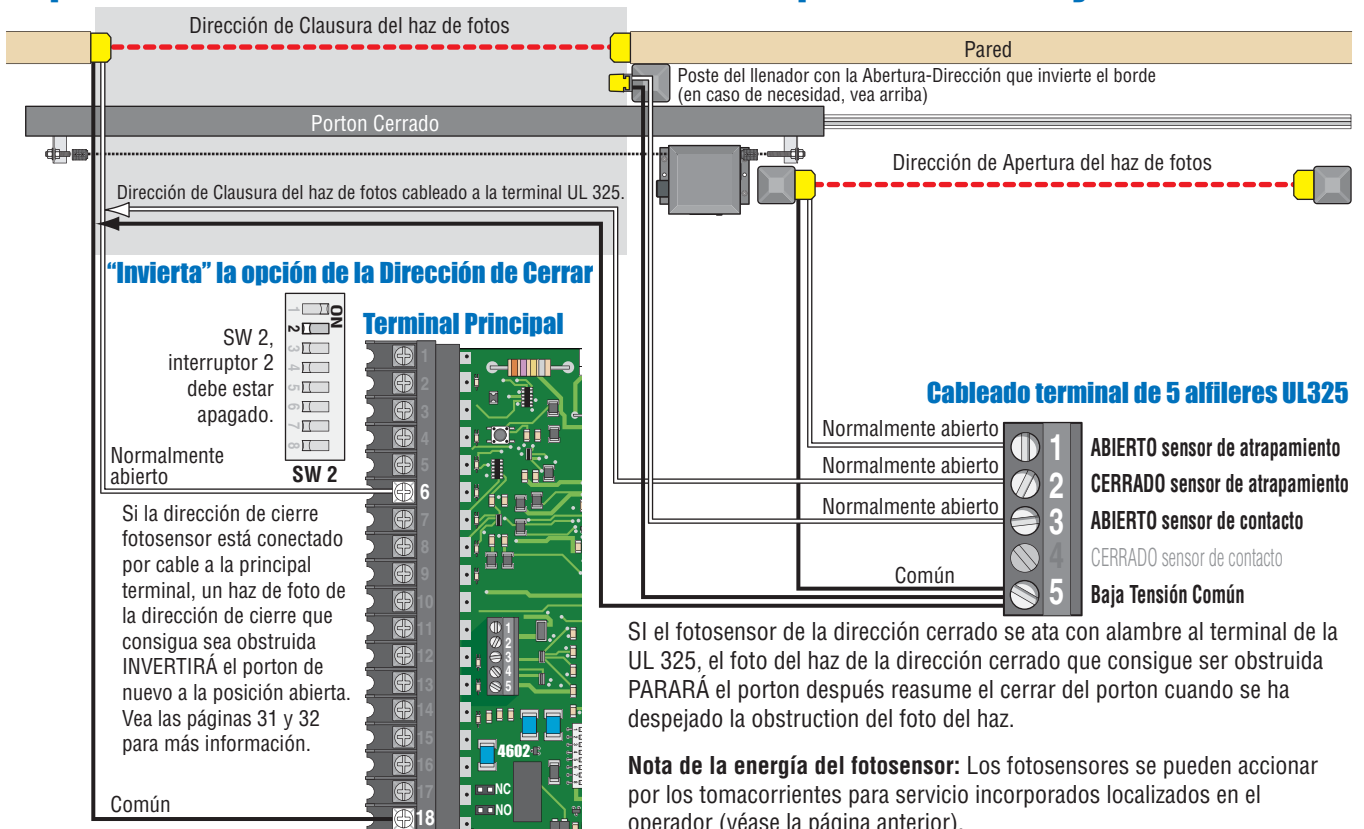 Dirección de Clausura del haz de fotos
Pared
Poste del llenador con la Abertura-Dirección que invierte el borde
(en caso de necesidad, vea arriba)
Porton Cerrado
Dirección de Apertura del haz de fotos
Dirección de Clausura del haz de fotos cableado a la terminal UL 325.
“Invierta” la opción de la Dirección de Cerrar
SW 2,
interruptor 2
debe estar
apagado.
ON
1
2
3
4
5
6
7
8
SW 2
Normalmente
abierto
Si la dirección de cierre
fotosensor está conectado
por cable a la principal
terminal, un haz de foto de
la dirección de cierre que
consigua sea obstruida
INVERTIRÁ el porton de
nuevo a la posición abierta.
Vea las páginas 31 y 32
para más información.
Común
Terminal Principal
1
2
3
4
5
6
7
8
9
10
11
12
13
14
15
16
17
18
1
2
3
4
5
4602
NC
NO
Cableado terminal de 5 alfileres UL325
Normalmente abierto
1 ABIERTO sensor de atrapamiento
Normalmente abierto
2 CERRADO sensor de atrapamiento
Normalmente abierto
3 ABIERTO sensor de contacto
4 CERRADO sensor de contacto
Común
5 Baja Tensión Común
SI el fotosensor de la dirección cerrado se ata con alambre al terminal de la
UL 325, el foto del haz de la dirección cerrado que consigue ser obstruida
PARARÁ el porton después reasume el cerrar del porton cuando se ha
despejado la obstruction del foto del haz.
Nota de la energía del fotosensor: Los fotosensores se pueden accionar
por los tomacorrientes para servicio incorporados localizados en el
operador (véase la página anterior).